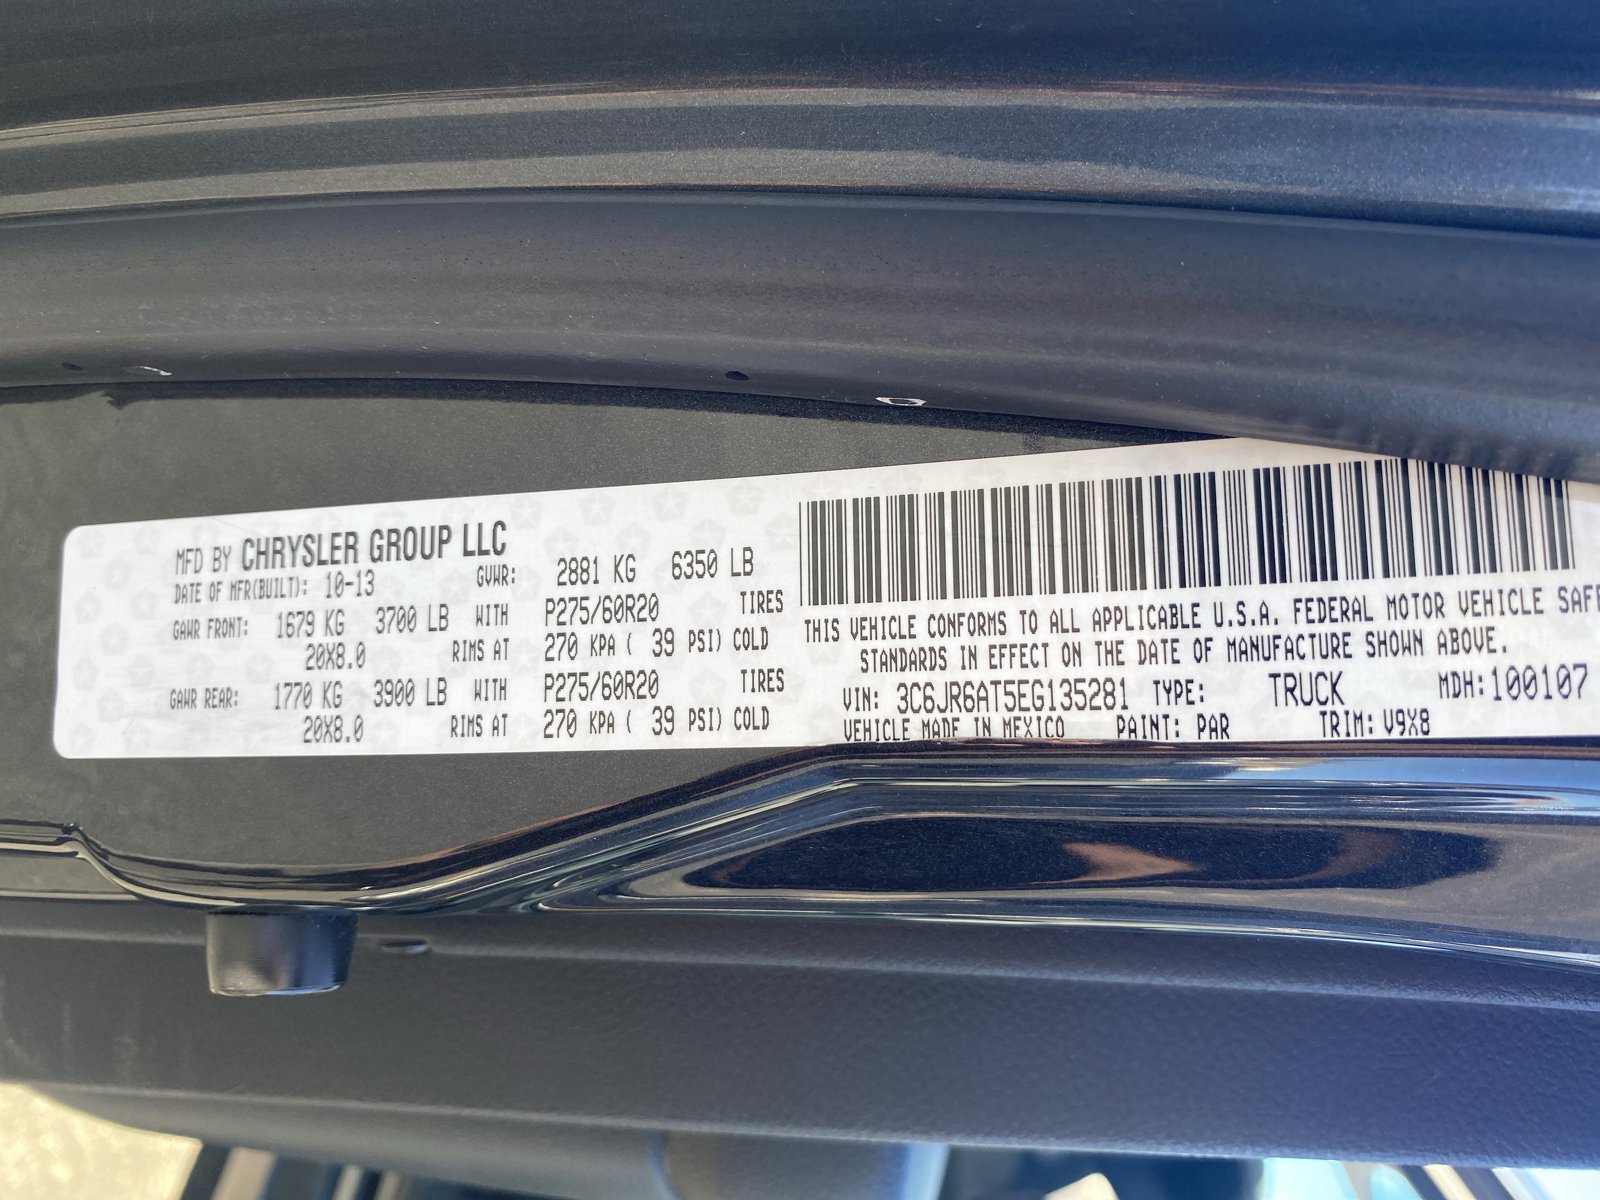 MFD BY CHRYSLER GROUP LLC
DATE OF MFR(BUILT): 10-13 GVWR: 2881 KG 6350 LB
GAWR FRONT: 1679 KG 3700 LB WITH P275/60R20 TIRES
20X8.0 RIMS AT 270 KPA ( 39 PSI) COLD
GAWR REAR: 1770 KG 3900 LB WITH P275/60R20 TIRES
20X8.0 RIMS AT 270 KPA ( 39 PSI) COLD
THIS VEHICLE CONFORMS TO ALL APPLICABLE U.S.A. FEDERAL MOTOR VEHICLE SAFE
STANDARDS IN EFFECT ON THE DATE OF MANUFACTURE SHOWN ABOVE.
VIN: 3C6JR6AT5EG135281 TYPE: TRUCK MDH: 100107
VEHICLE MADE IN MEXICO PAINT: PAR TRIM: V9X8